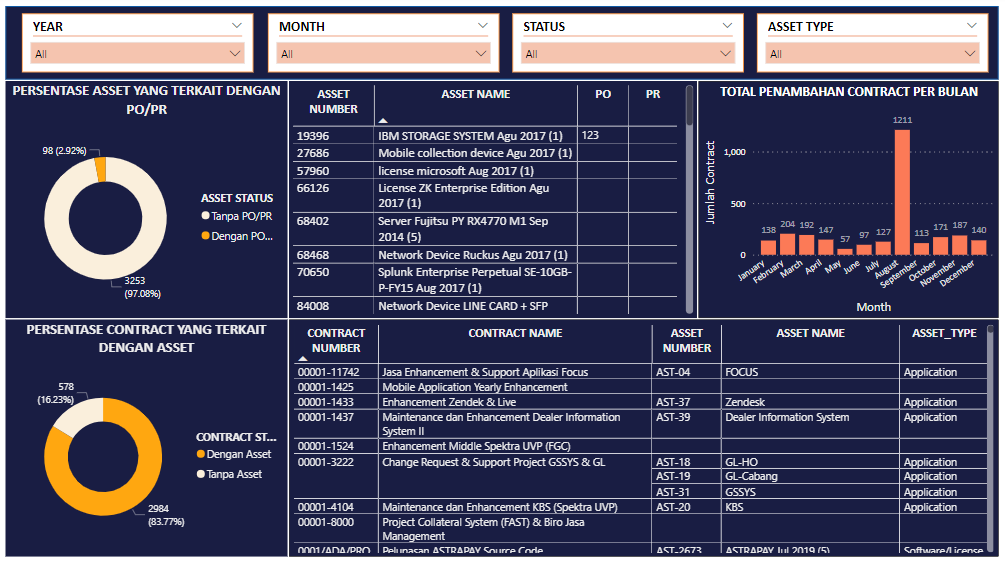 YEAR
All
MONTH
All
STATUS
All
ASSET TYPE
All
PERSENTASE ASSET YANG TERKAIT DENGAN
PO/PR
98 (2.92%)
3253
(97.08%)
ASSET STATUS
Tanpa PO/PR
Dengan PO...
ASSET
NUMBER
ASSET NAME
PO
PR
19396 IBM STORAGE SYSTEM Agu 2017 (1) 123
27686 Mobile collection device Agu 2017 (1)
57960 license microsoft Aug 2017 (1)
66126 License ZK Enterprise Edition Agu
2017 (1)
68402 Server Fujitsu PY RX4770 M1 Sep
2014 (5)
68468 Network Device Ruckus Agu 2017 (1)
70650 Splunk Enterprise Perpetual SE-10GB-
P-FY15 Aug 2017 (1)
84008 Network Device LINE CARD + SFP
TOTAL PENAMBAHAN CONTRACT PER BULAN
Jumlah Contract
1,000
500
0
138
204
192
147
57
97
127
1211
113
171
187
140
January
February
March
April
May
June
July
August
September
October
November
December
Month
PERSENTASE CONTRACT YANG TERKAIT
DENGAN ASSET
578
(16.23%)
2984
(83.77%)
CONTRACT ST...
Dengan Asset
Tanpa Asset
CONTRACT
NUMBER
CONTRACT NAME
ASSET
NUMBER
ASSET NAME
ASSET_TYPE
00001-11742 Jasa Enhancement & Support Aplikasi Focus AST-04 FOCUS Application
00001-1425 Mobile Application Yearly Enhancement
00001-1433 Enhancement Zendek & Live AST-37 Zendesk Application
00001-1437 Maintenance dan Enhancement Dealer Information AST-39 Dealer Information System Application
System II
00001-1524 Enhancement Middle Spektra UVP (FGC)
00001-3222 Change Request & Support Project GSSYS & GL AST-18 GL-HO Application
AST-19 GL-Cabang Application
AST-31 GSSYS Application
00001-4104 Maintenance dan Enhancement KBS (Spektra UVP) AST-20 KBS Application
00001-8000 Project Collateral System (FAST) & Biro Jasa
Management
0001/ADA/PRO Pelunasan ASTRAPAY Source Code AST-2673 ASTRAPAY Jul 2019 (5) Software/License